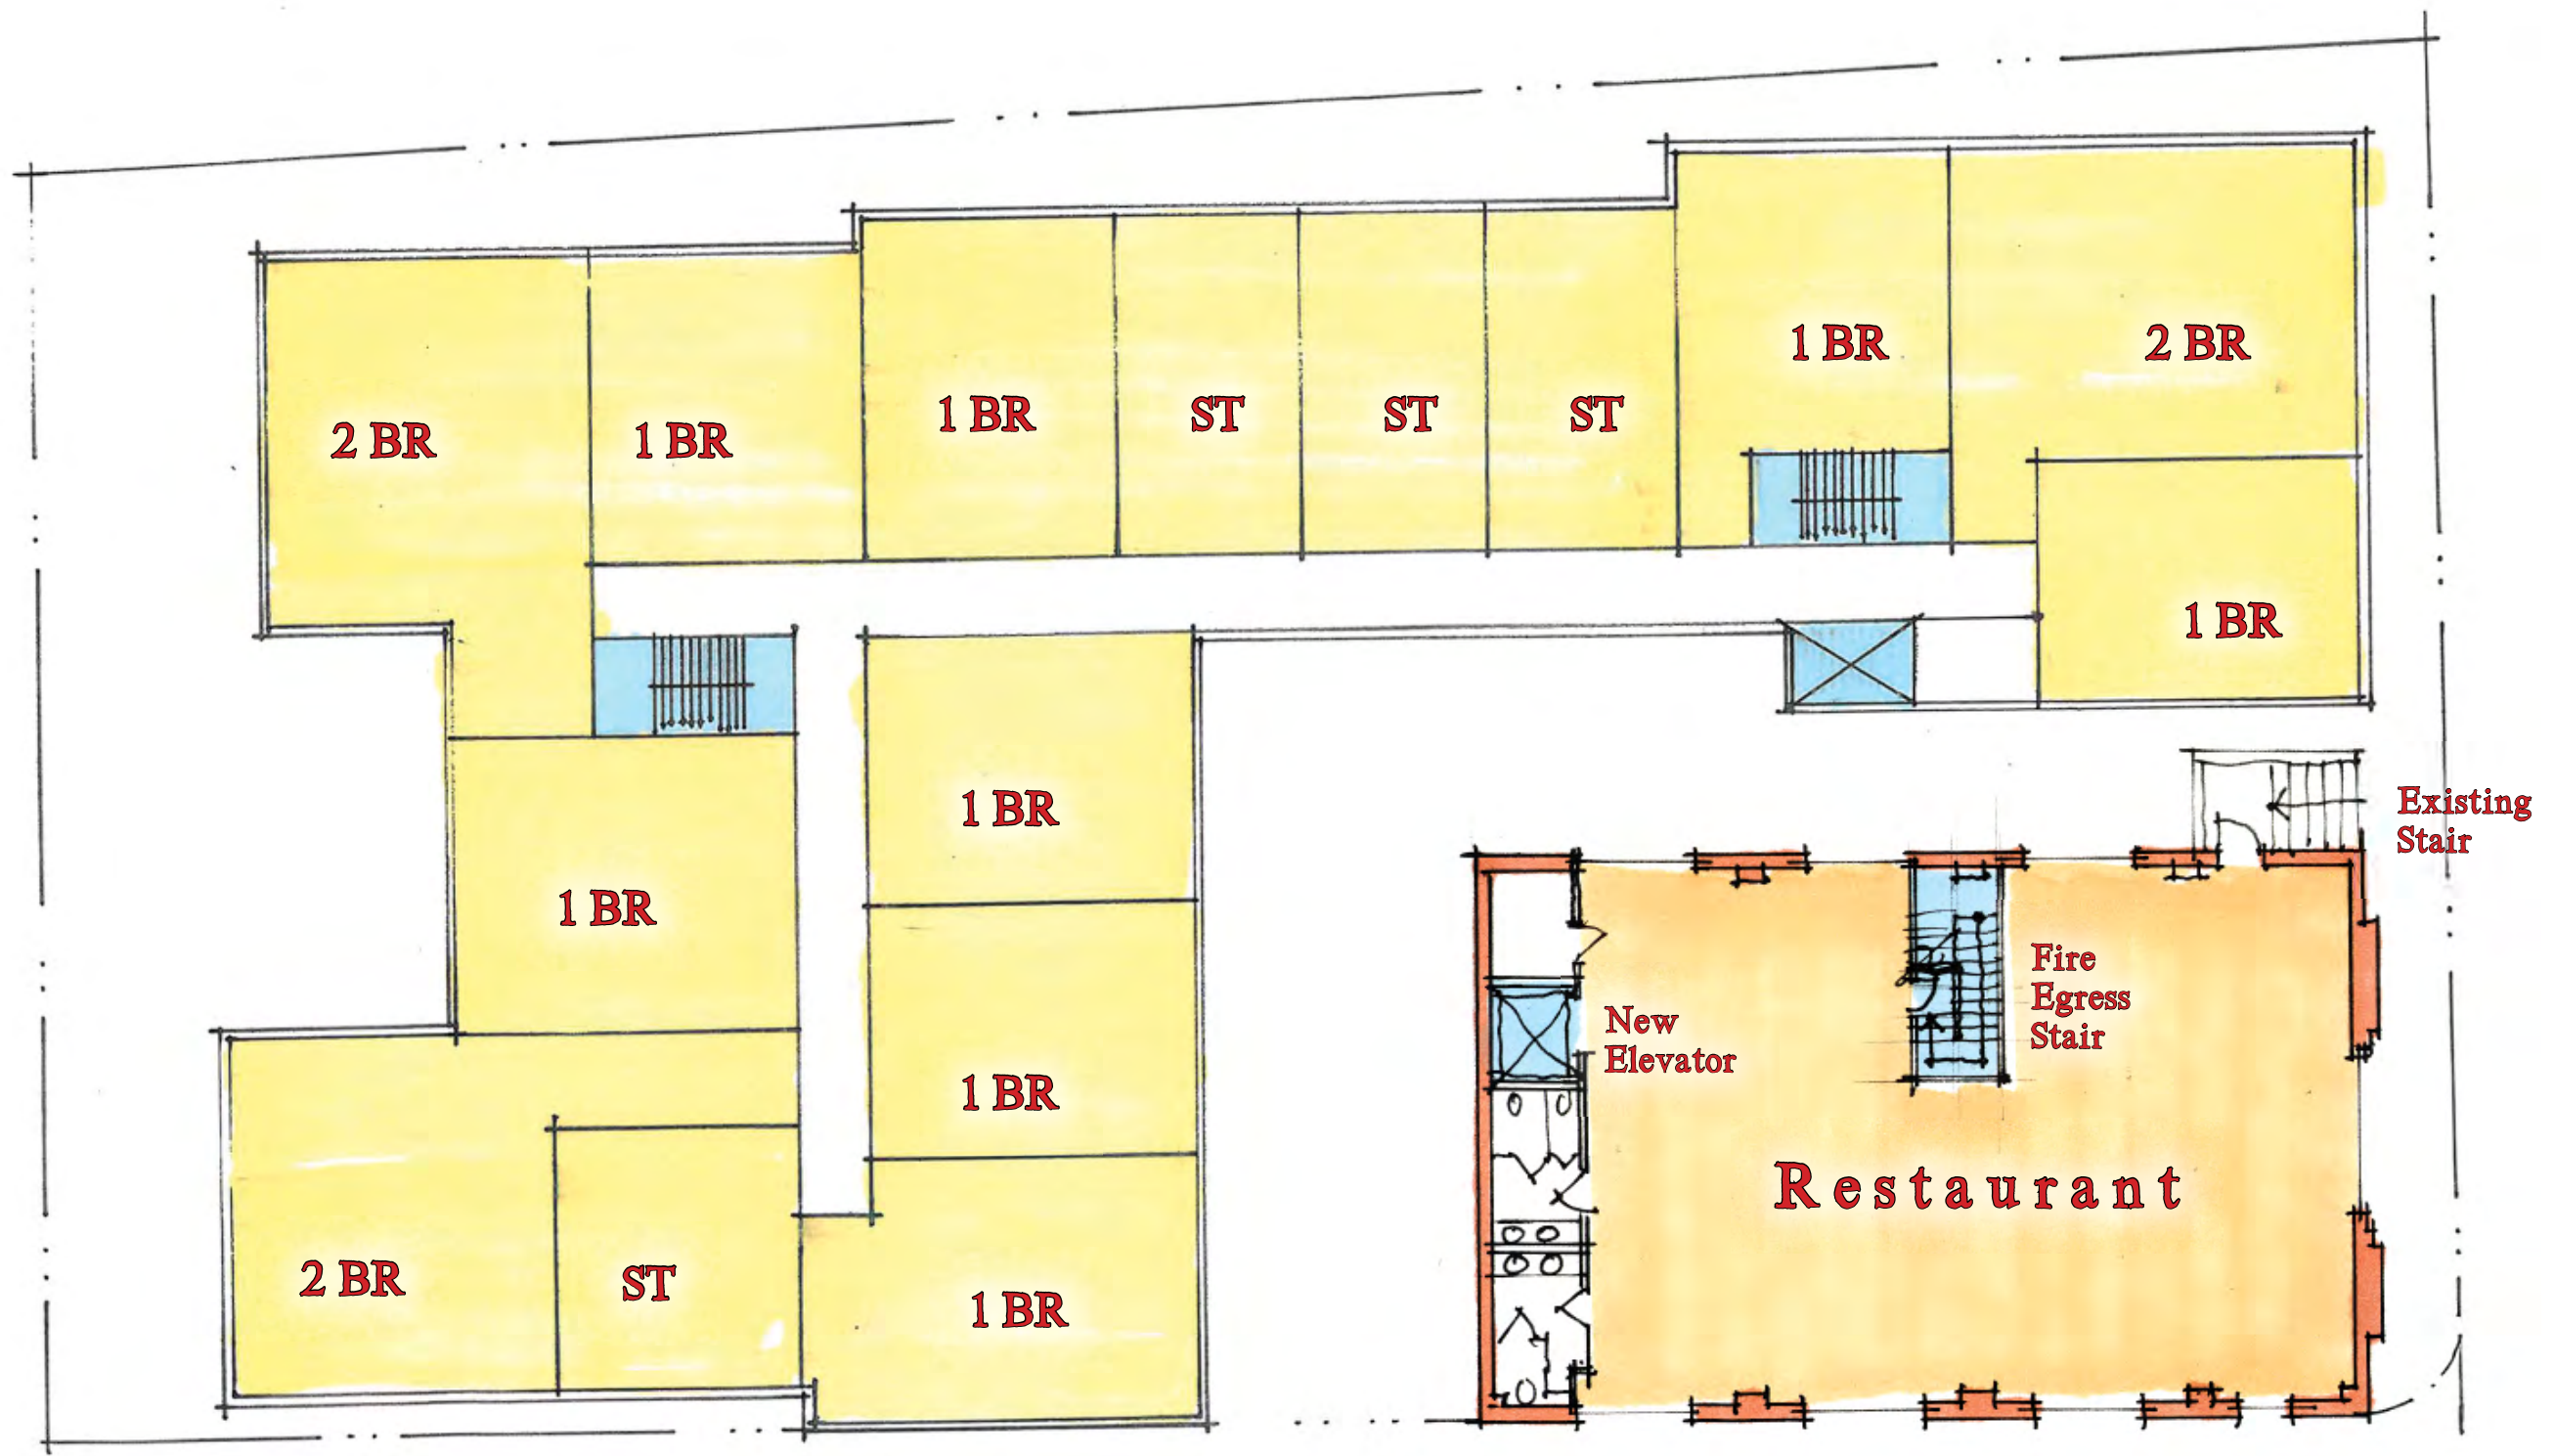 1 BR
2 BR
2 BR
1 BR
1 BR
ST
ST
ST
1 BR
1 BR
1 BR
1 BR
2 BR
ST
1 BR
Existing
Stair
Fire
Egress
Stair
New
Elevator
Restaurant